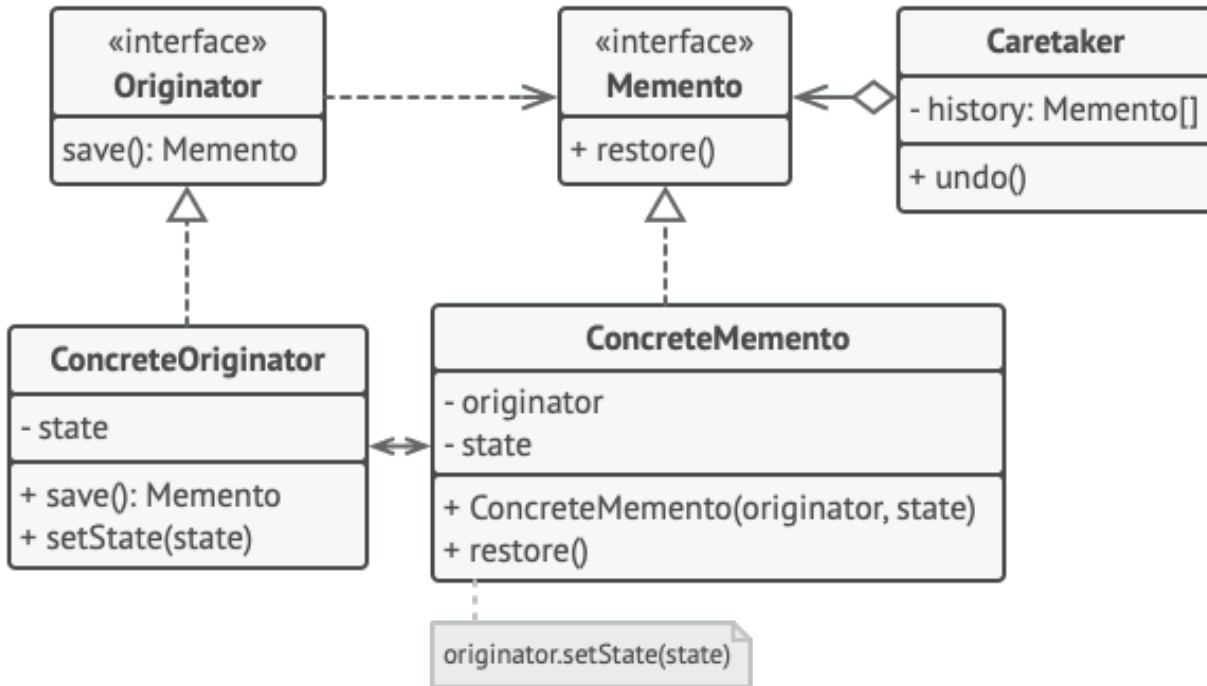 «interface»
Originator
save(): Memento
«interface»
Memento
+ restore()
Caretaker
- history: Memento[]
+ undo()
ConcreteOriginator
- state
+ save(): Memento
+ setState(state)
ConcreteMemento
- originator
- state
+ ConcreteMemento(originator, state)
+ restore()
originator.setState(state)